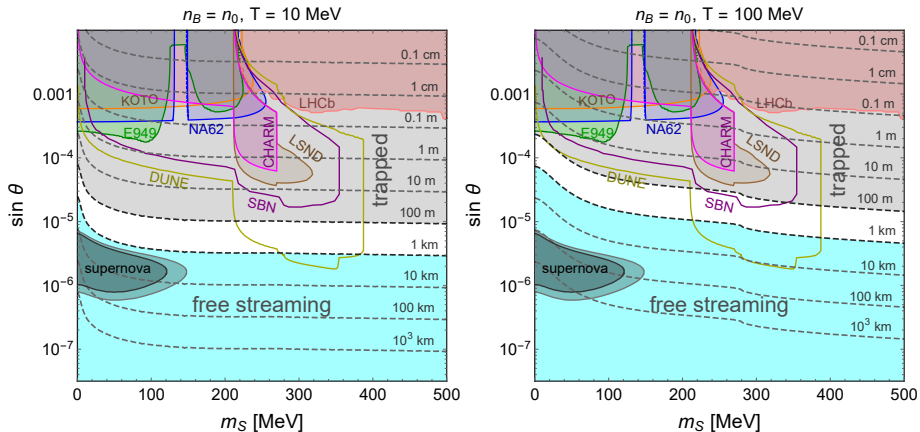 n_B = n_0, T = 10 MeV
0.1 cm
1 cm
0.001
KOTO
LHCb
0.1 m
E949
NA62
CHARM
LSND
trapped
1 m
10^-4
DUNE
10 m
sin θ
SBN
100 m
10^-5
1 km
supernova
10 km
10^-6
free streaming
100 km
10^3 km
10^-7
0 100 200 300 400 500
m_S [MeV]
n_B = n_0, T = 100 MeV
0.1 cm
1 cm
0.001
KOTO
LHCb
0.1 m
E949
NA62
CHARM
LSND
trapped
1 m
10^-4
DUNE
10 m
sin θ
SBN
100 m
10^-5
1 km
supernova
10 km
10^-6
free streaming
100 km
10^3 km
10^-7
0 100 200 300 400 500
m_S [MeV]